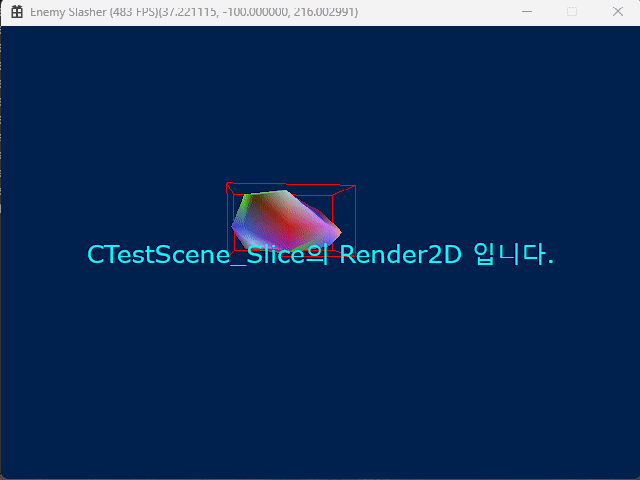 Enemy Slasher (483 FPS)(37.221115, -100.000000, 216.002991)
CTestScene_Slice의 Render2D 입니다.